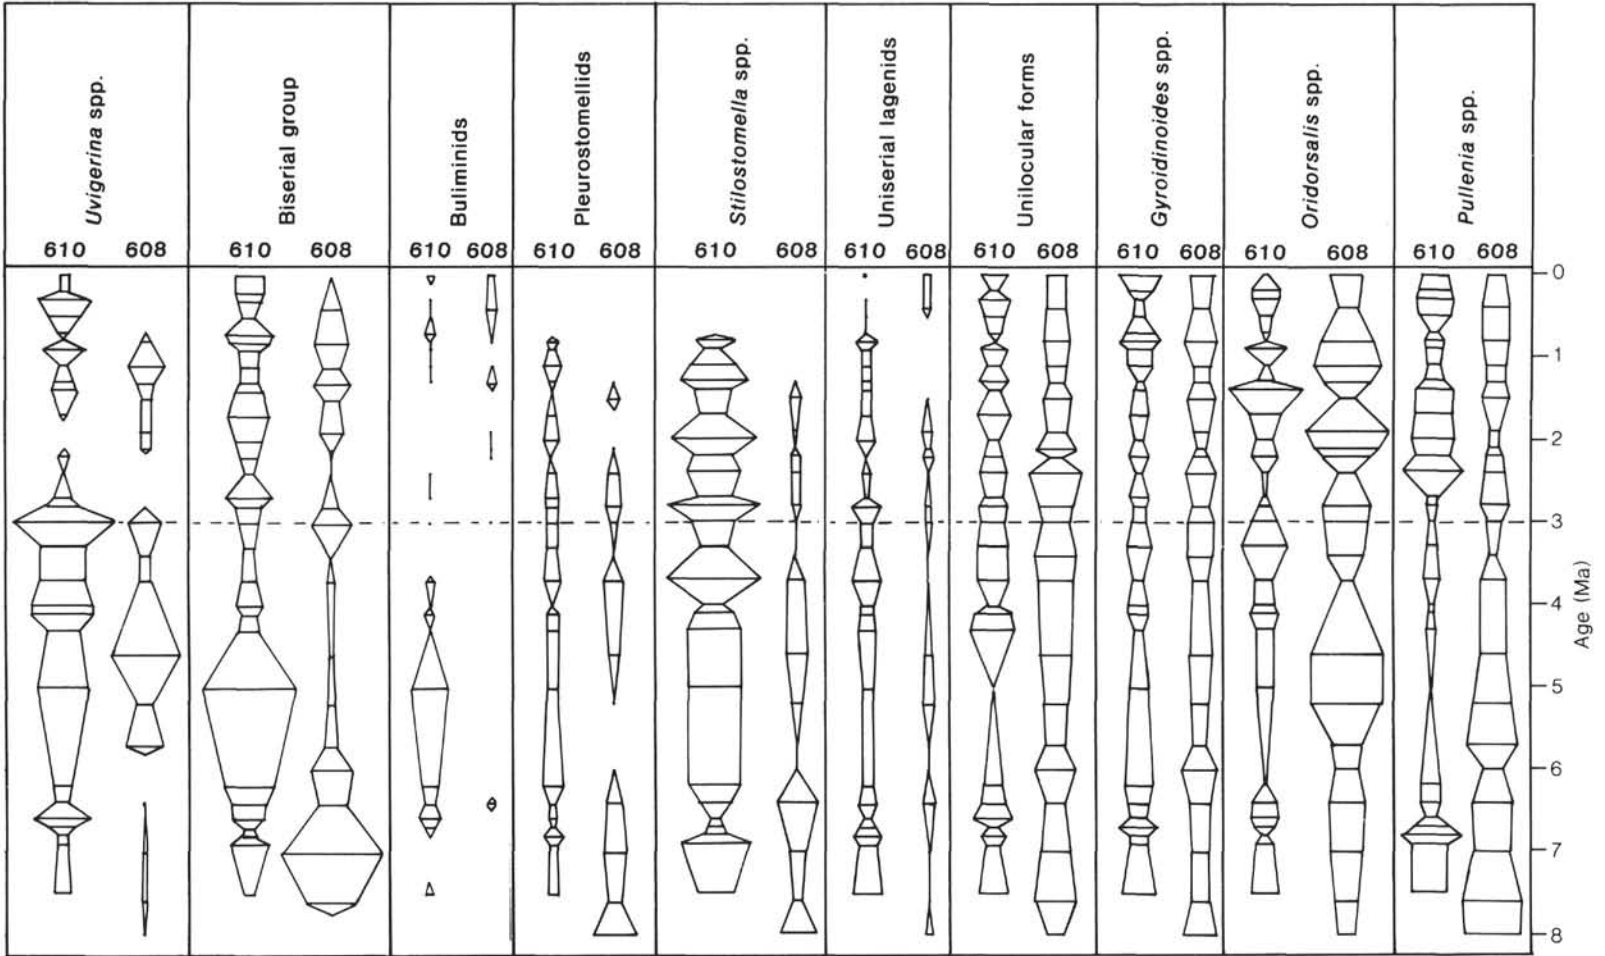 Uvigerina spp.
Biserial group
Buliminids
Pleurostomellids
Stilostomella spp.
Uniserial lagenids
Unilocular forms
Gyroidinoides spp.
Oridorsalis spp.
Pullenia spp.
610 608 610 608 610 608 610 608 610 608 610 608 610 608 610 608 610 608 610 608
0
1
2
3
4
5
6
7
8
Age (Ma)